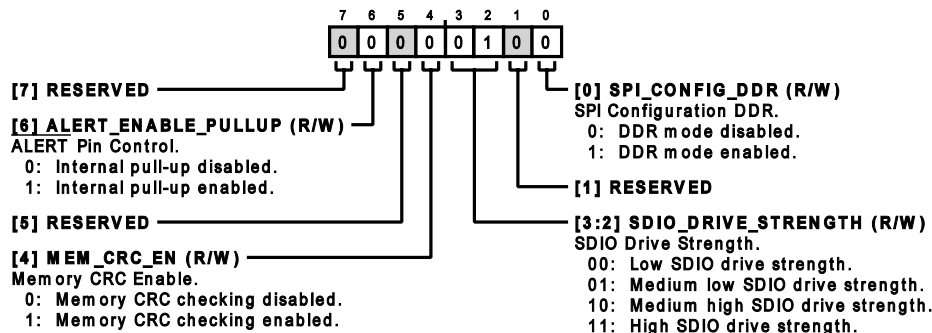 7 6 5 4 3 2 1 0
0 0 0 0 0 1 0 0
[7] RESERVED
[6] ALERT_ENABLE_PULLUP (R/W)
ALERT Pin Control.
0: Internal pull-up disabled.
1: Internal pull-up enabled.
[5] RESERVED
[4] MEM_CRC_EN (R/W)
Memory CRC Enable.
0: Memory CRC checking disabled.
1: Memory CRC checking enabled.
[0] SPI_CONFIG_DDR (R/W)
SPI Configuration DDR.
0: DDR mode disabled.
1: DDR mode enabled.
[1] RESERVED
[3:2] SDIO_DRIVE_STRENGTH (R/W)
SDIO Drive Strength.
00: Low SDIO drive strength.
01: Medium low SDIO drive strength.
10: Medium high SDIO drive strength.
11: High SDIO drive strength.